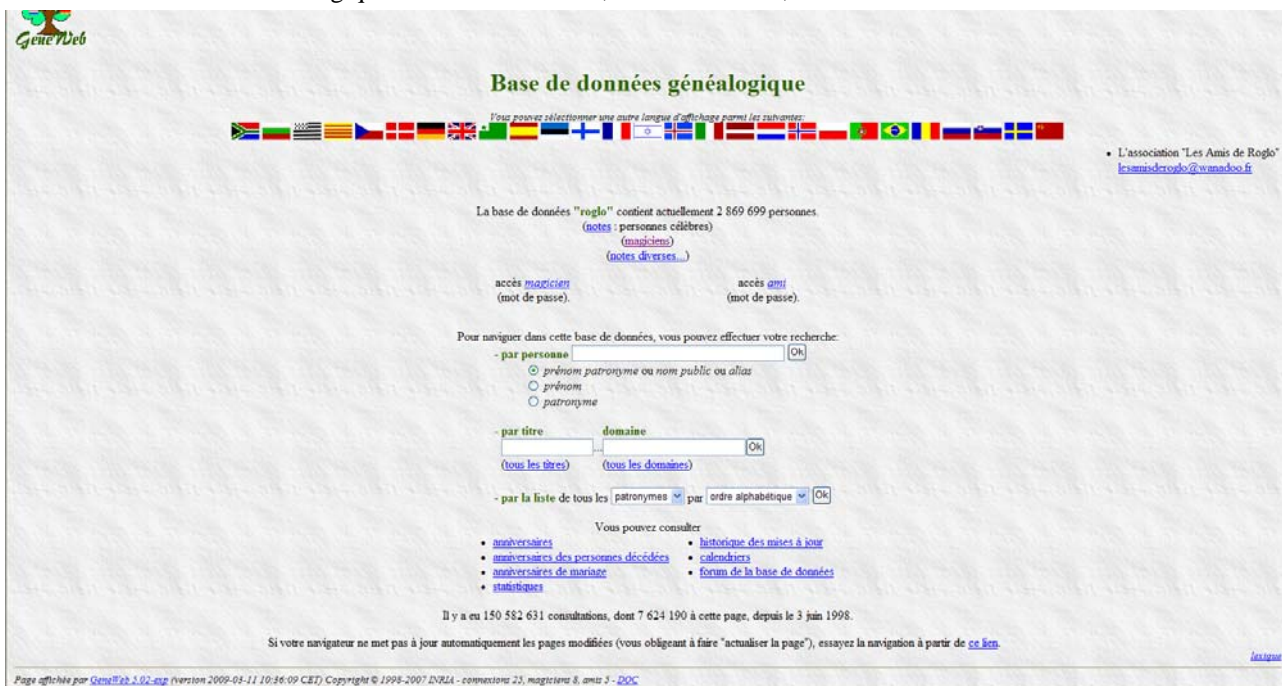 GeneWeb
Base de données généalogique
Vous pouvez sélectionner une autre langue d'affichage parmi les suivantes:
• L'association "Les Amis de Roglo"
lesamisderoglo@wanadoo.fr
La base de données "roglo" contient actuellement 2 869 699 personnes.
(notes : personnes célèbres)
(magiciens)
(notes diverses...)
accès magicien accès ami
(mot de passe). (mot de passe).
Pour naviguer dans cette base de données, vous pouvez effectuer votre recherche:
- par personne Ok
prénom patronyme ou nom public ou alias
prénom
patronyme
- par titre domaine
... Ok
(tous les titres) (tous les domaines)
- par la liste de tous les patronymes par ordre alphabétique Ok
Vous pouvez consulter
• anniversaires • historique des mises à jour
• anniversaires des personnes décédées • calendriers
• anniversaires de mariage • forum de la base de données
• statistiques
Il y a eu 150 582 631 consultations, dont 7 624 190 à cette page, depuis le 3 juin 1998.
Si votre navigateur ne met pas à jour automatiquement les pages modifiées (vous obligeant à faire "actualiser la page"), essayez la navigation à partir de ce lien.
lexique
Page affichée par GeneWeb 5.02-exp (version 2009-03-11 10:36:09 CET) Copyright © 1998-2007 INRIA - connexions 25, magiciens 8, amis 5 - DOC